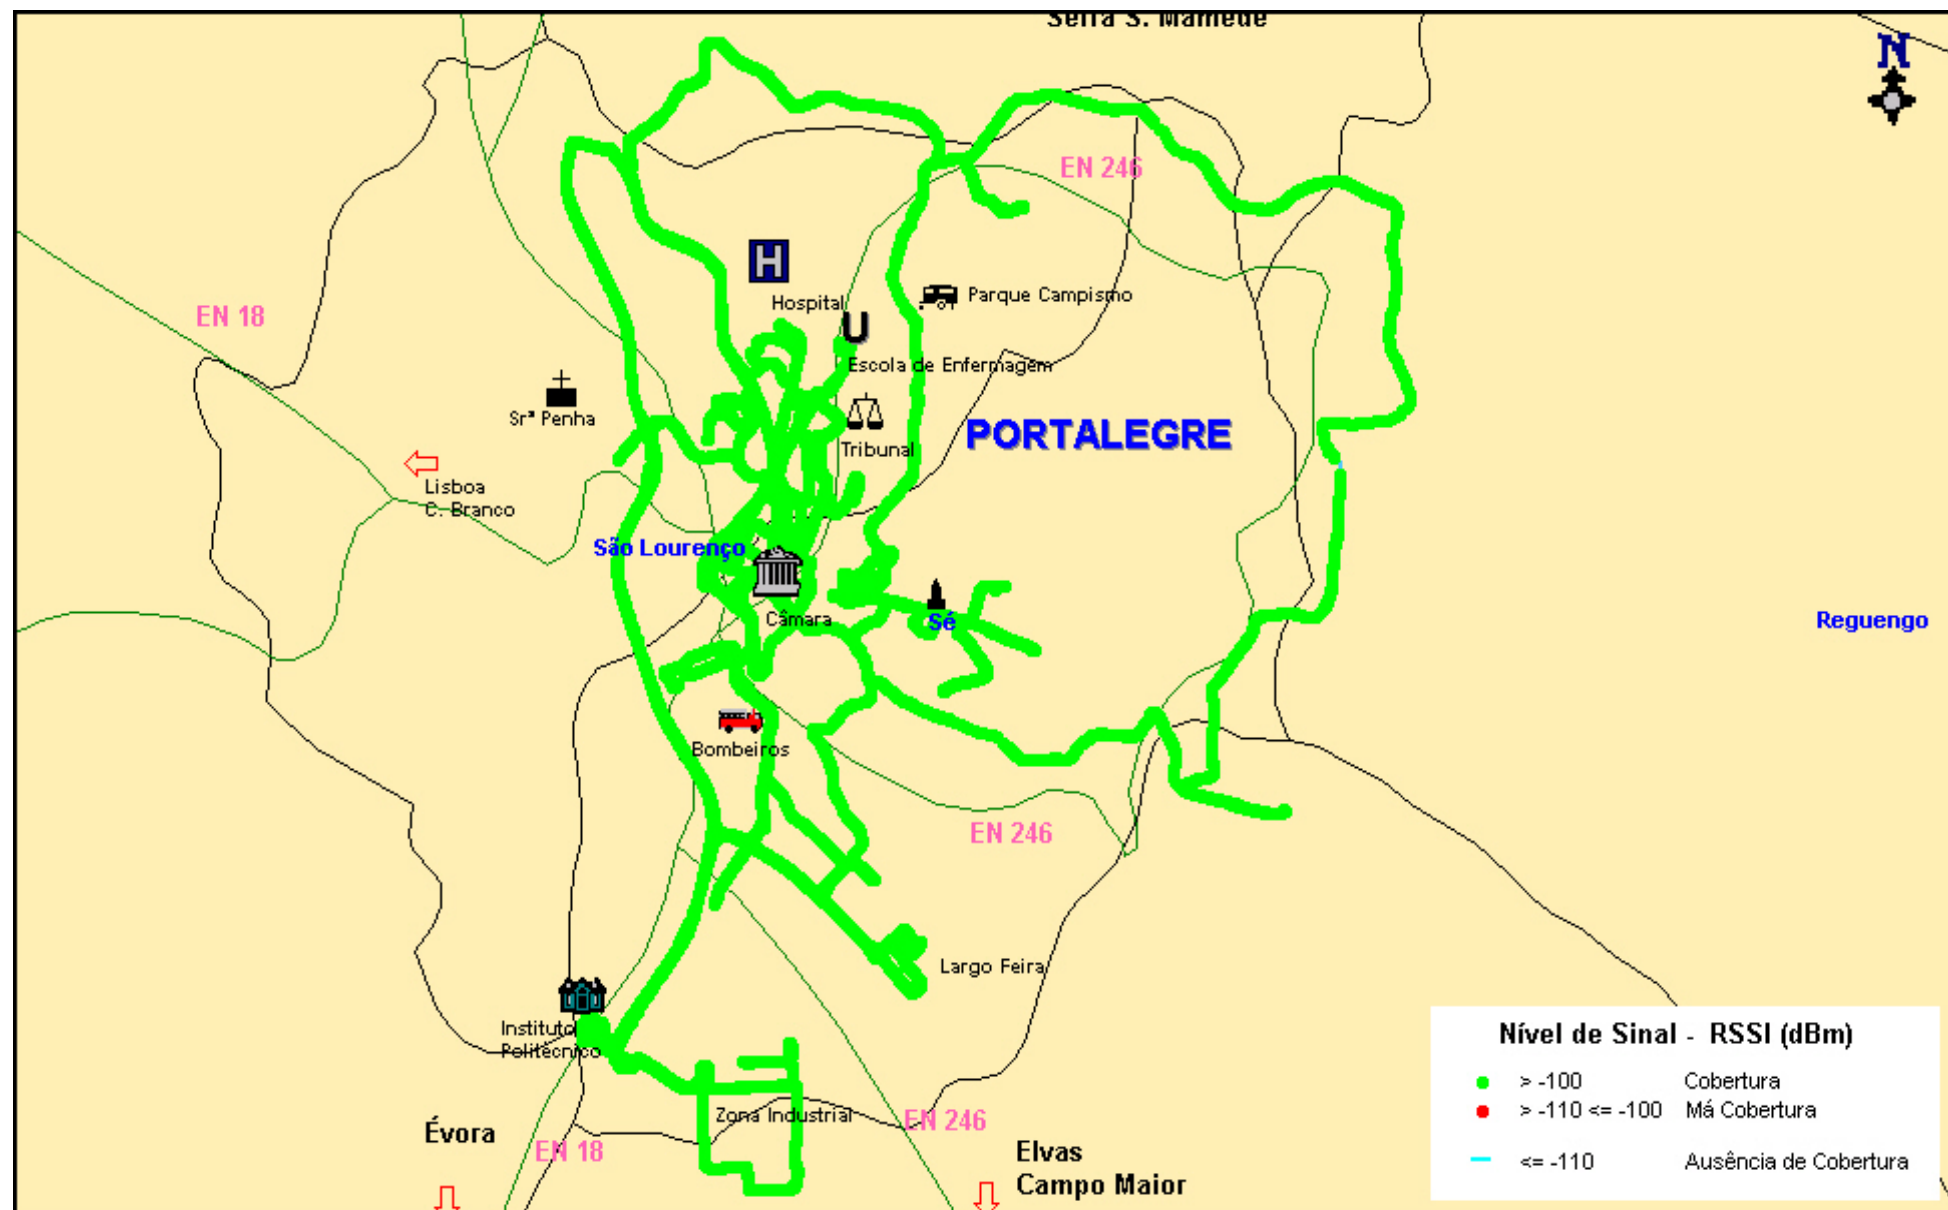 Serra S. Mamede
N
EN 246
H
Hospital
Parque Campismo
EN 18
U
Escola de Enfermagem
Srª Penha
PORTALEGRE
Tribunal
Lisboa
C. Branco
São Lourenço
Câmara
Sé
Reguengo
Bombeiros
EN 246
Largo Feira
Instituto
Politécnico
Zona Industrial
EN 246
Évora
EN 18
Elvas
Campo Maior
Nível de Sinal - RSSI (dBm)
> -100 Cobertura
> -110 <= -100 Má Cobertura
<= -110 Ausência de Cobertura